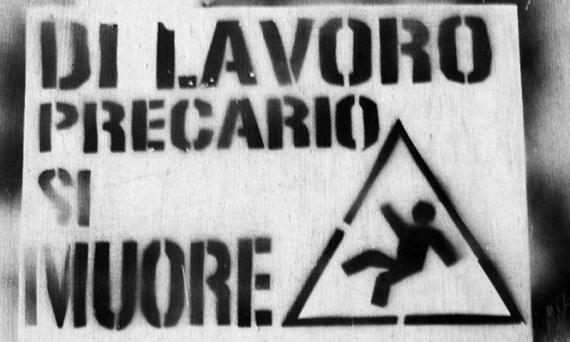 DI LAVORO
PRECARIO
SI
MUORE